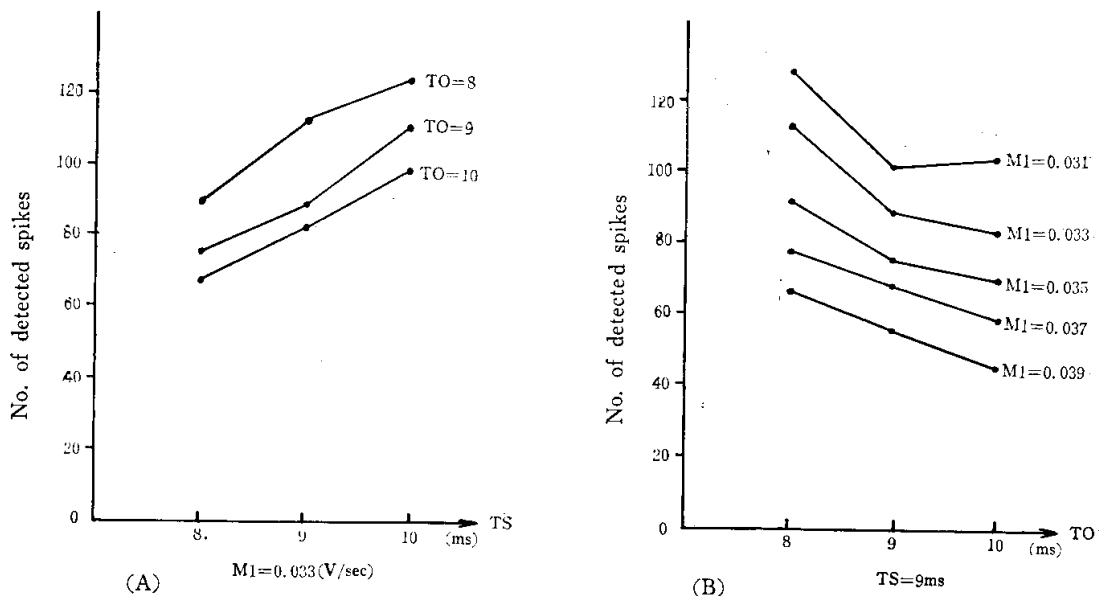 No. of detected spikes
120
100
80
60
40
20
0
8
9
10
TS
(ms)
TO=8
TO=9
TO=10
M1=0.033(V/sec)
(A)
No. of detected spikes
120
100
80
60
40
20
0
8
9
10
TO
(ms)
M1=0.031
M1=0.033
M1=0.035
M1=0.037
M1=0.039
TS=9ms
(B)